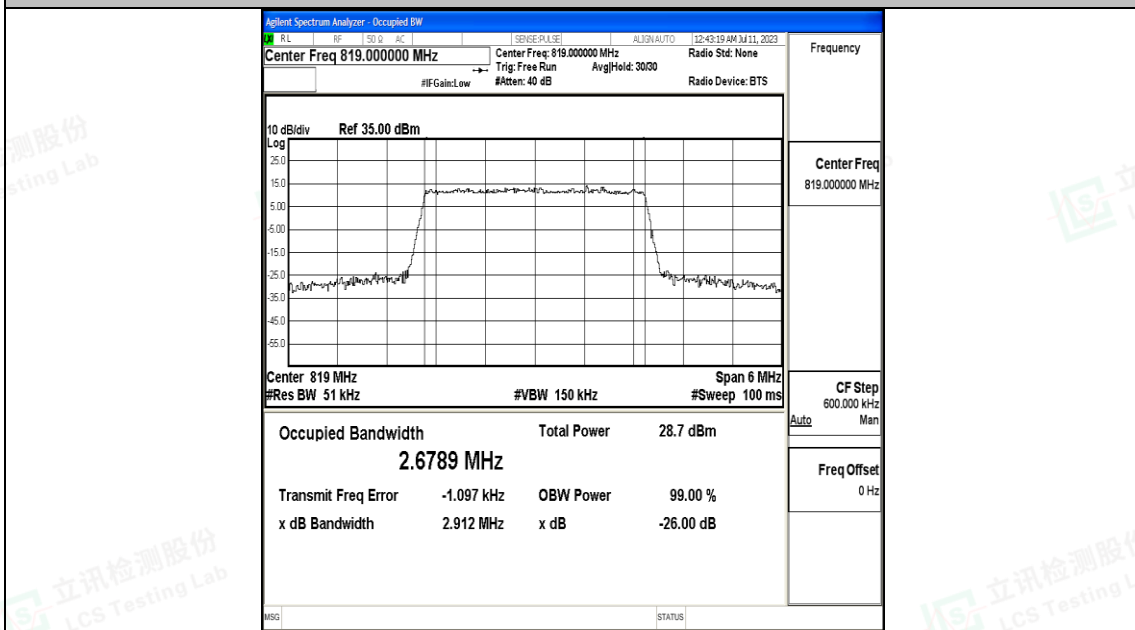 Agilent Spectrum Analyzer - Occupied BW
RL RF 50 Ω AC SENSE:PULSE ALIGN AUTO 12:43:19 AM Jul 11, 2023
Center Freq 819.000000 MHz
Center Freq: 819.000000 MHz Radio Std: None
Trig: Free Run Avg|Hold: 30/30
#IFGain:Low #Atten: 40 dB Radio Device: BTS
Frequency
10 dB/div Ref 35.00 dBm
Log
25.0
15.0
5.00
-5.00
-15.0
-25.0
-35.0
-45.0
-55.0
Center 819 MHz Span 6 MHz
#Res BW 51 kHz #VBW 150 kHz #Sweep 100 ms
Center Freq
819.000000 MHz
CF Step
600.000 kHz
Auto Man
Freq Offset
0 Hz
Occupied Bandwidth Total Power 28.7 dBm
2.6789 MHz
Transmit Freq Error -1.097 kHz OBW Power 99.00 %
x dB Bandwidth 2.912 MHz x dB -26.00 dB
MSG STATUS
立讯检测股份
LCS Testing Lab